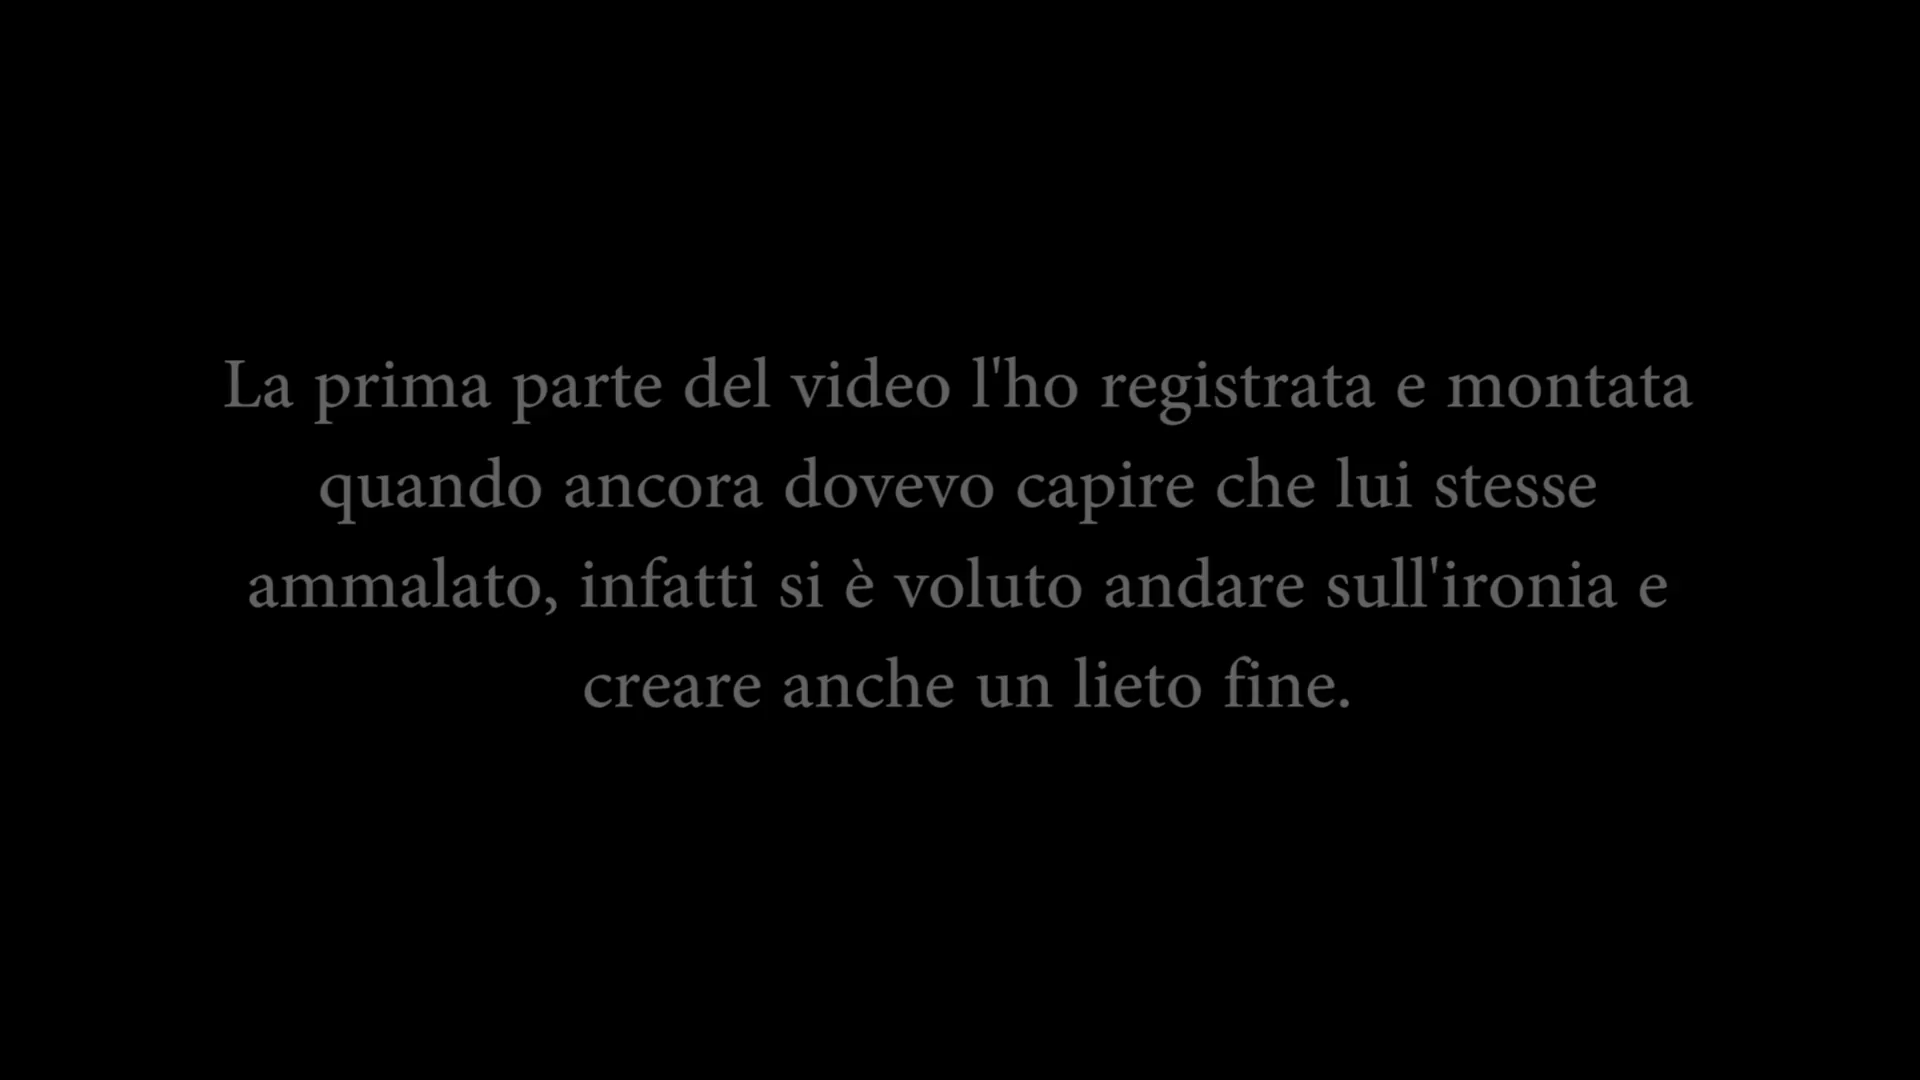 La prima parte del video l'ho registrata e montata
quando ancora dovevo capire che lui stesse
ammalato, infatti si è voluto andare sull'ironia e
creare anche un lieto fine.